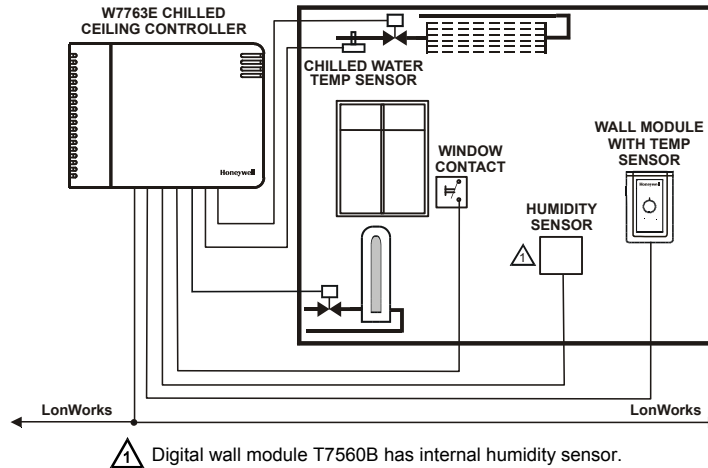 W7763E CHILLED
CEILING CONTROLLER
Honeywell
CHILLED WATER
TEMP SENSOR
WINDOW
CONTACT
WALL MODULE
WITH TEMP
SENSOR
Honeywell
HUMIDITY
SENSOR
1
LonWorks
LonWorks
1 Digital wall module T7560B has internal humidity sensor.